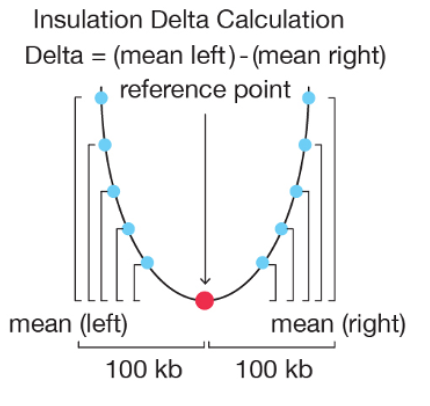 Insulation Delta Calculation
Delta = (mean left) - (mean right)
reference point
mean (left)
mean (right)
100 kb
100 kb